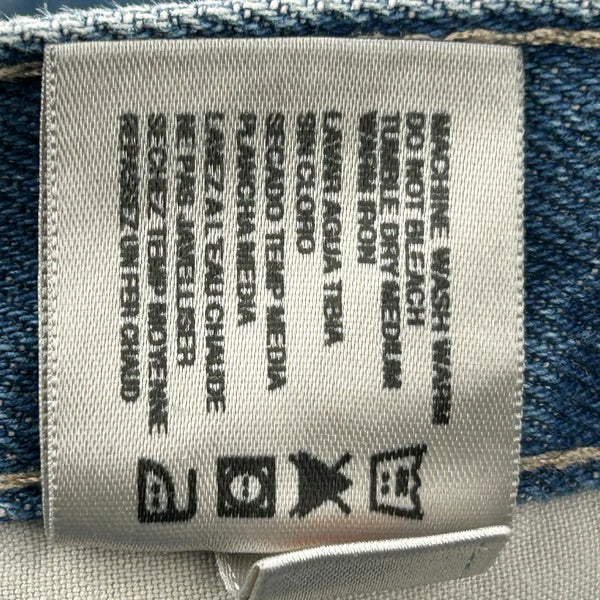 MACHINE WASH WARM
DO NOT BLEACH
TUMBLE DRY MEDIUM
WARM IRON
LAVAR AGUA TIBIA
SIN CLORO
SECADO TEMP MEDIA
PLANCHA MEDIA
LAVEZ A L'EAU CHAUDE
NE PAS JAVELLISER
SECHEZ TEMP MOYENNE
REPASSEZ UN FER CHAUD